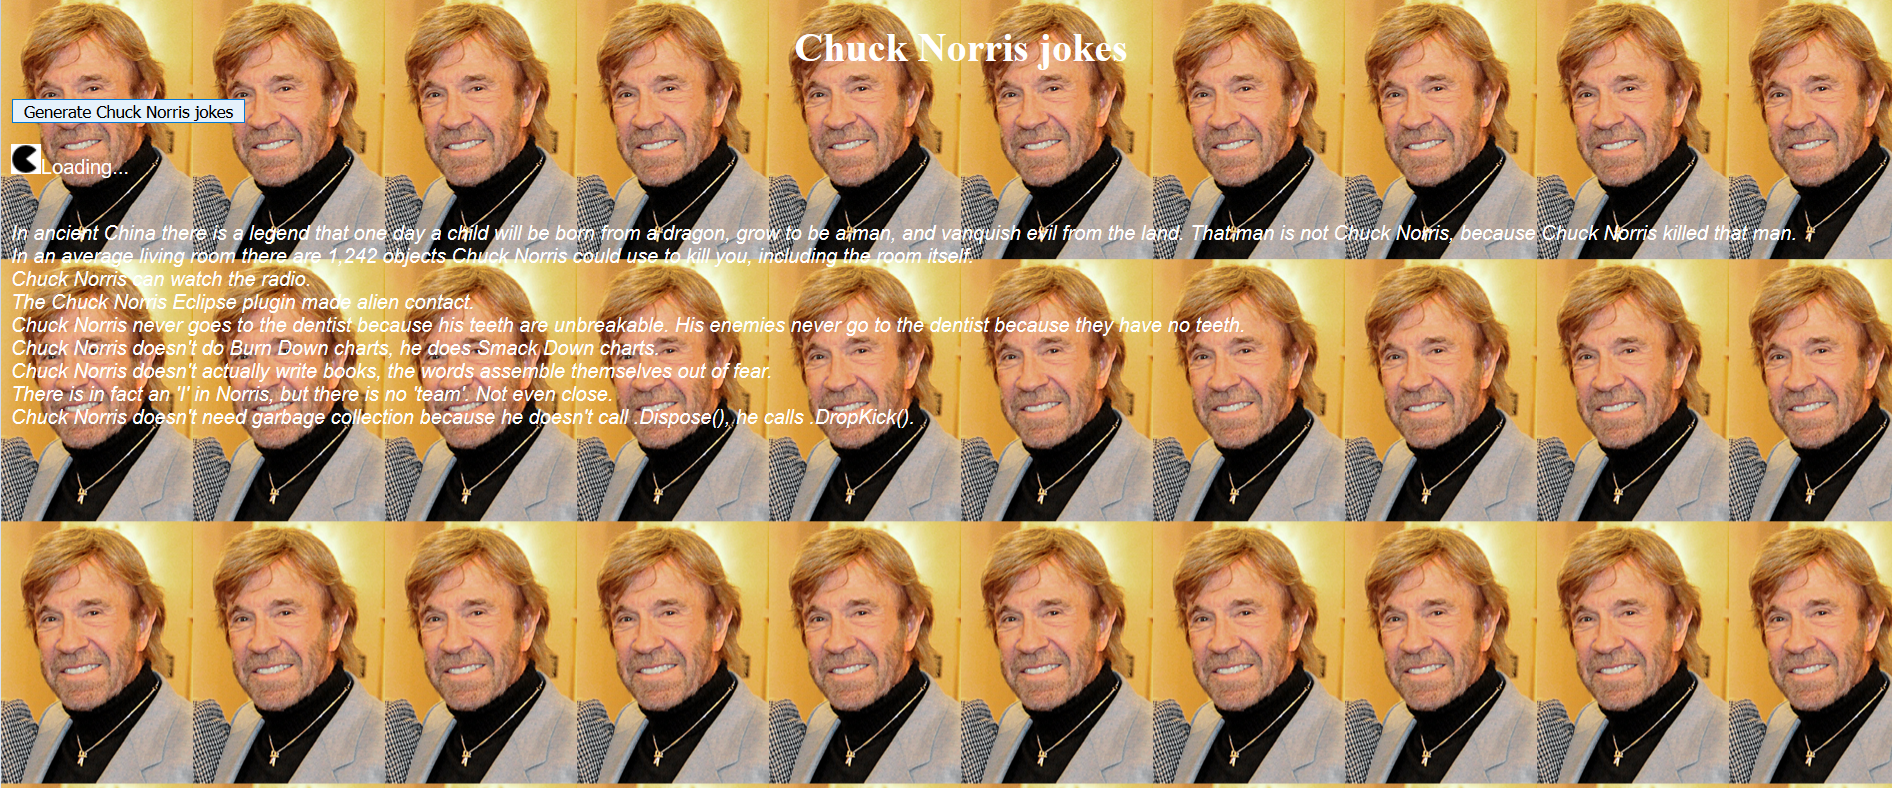 Chuck Norris jokes
Generate Chuck Norris jokes
Loading...
In ancient China there is a legend that one day a child will be born from a dragon, grow to be a man, and vanquish evil from the land. That man is not Chuck Norris, because Chuck Norris killed that man.
In an average living room there are 1,242 objects Chuck Norris could use to kill you, including the room itself.
Chuck Norris can watch the radio.
The Chuck Norris Eclipse plugin made alien contact.
Chuck Norris never goes to the dentist because his teeth are unbreakable. His enemies never go to the dentist because they have no teeth.
Chuck Norris doesn't do Burn Down charts, he does Smack Down charts.
Chuck Norris doesn't actually write books, the words assemble themselves out of fear.
There is in fact an 'I' in Norris, but there is no 'team'. Not even close.
Chuck Norris doesn't need garbage collection because he doesn't call .Dispose(), he calls .DropKick().